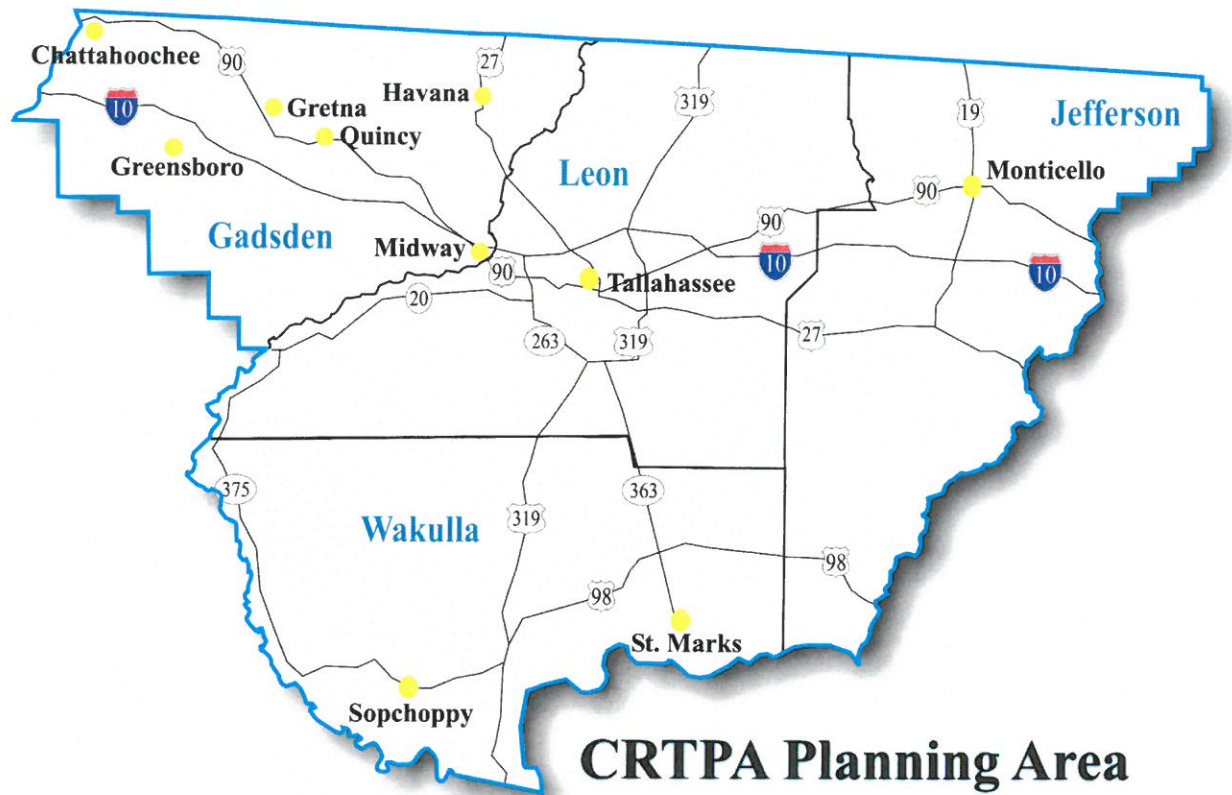 Chattahoochee
90
27
Havana
319
10
Gretna
19
Jefferson
Quincy
Greensboro
Leon
Monticello
90
90
Gadsden
Midway
10
10
90
Tallahassee
20
27
263
319
375
363
319
Wakulla
98
98
St. Marks
Sopchoppy
CRTPA Planning Area